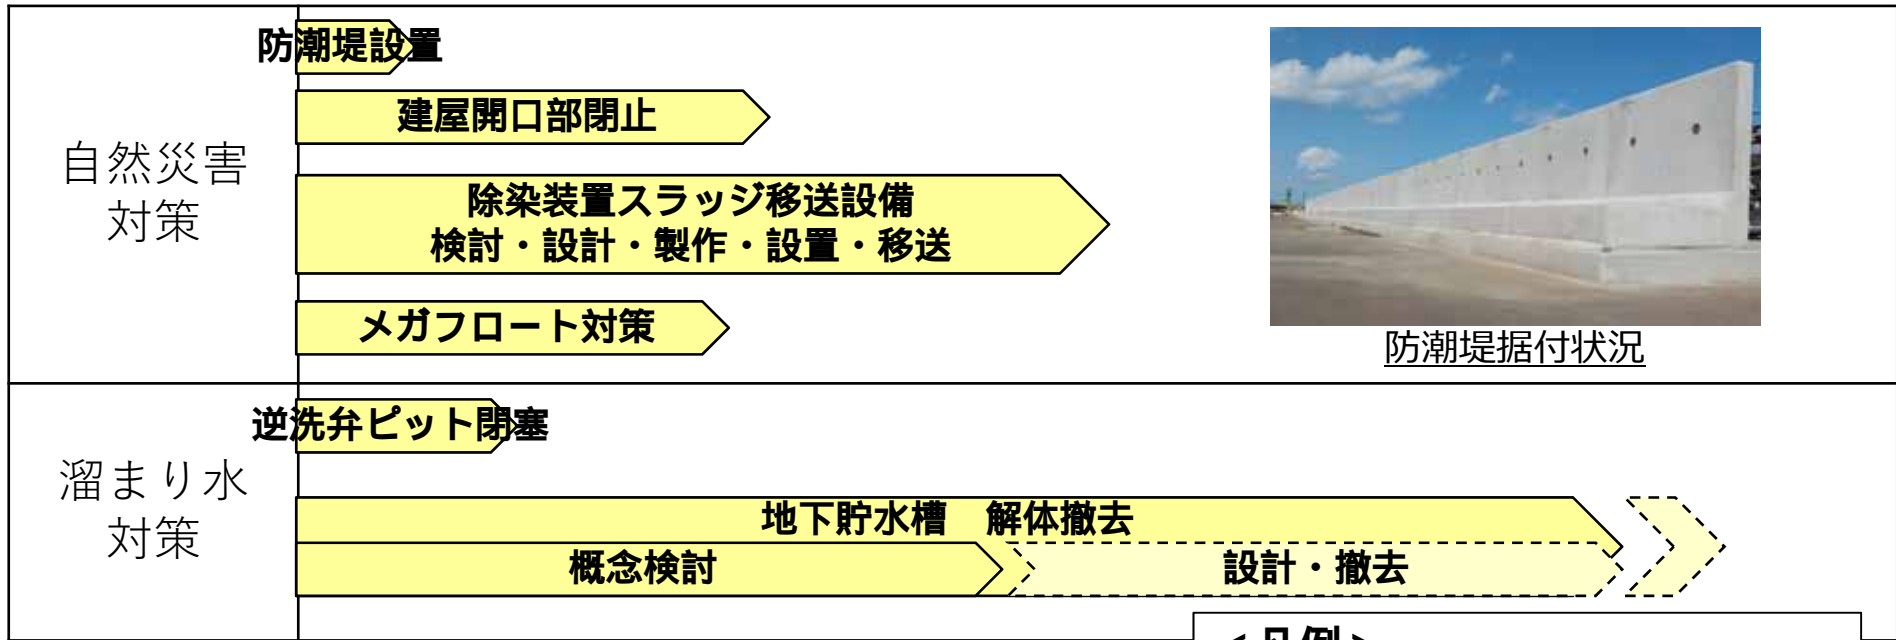 防潮堤設置
建屋開口部閉止
自然災害
対策
除染装置スラッジ移送設備
検討・設計・製作・設置・移送
メガフロート対策
防潮堤据付状況
逆洗弁ピット閉塞
溜まり水
対策
地下貯水槽　解体撤去
概念検討
設計・撤去
＜凡例＞